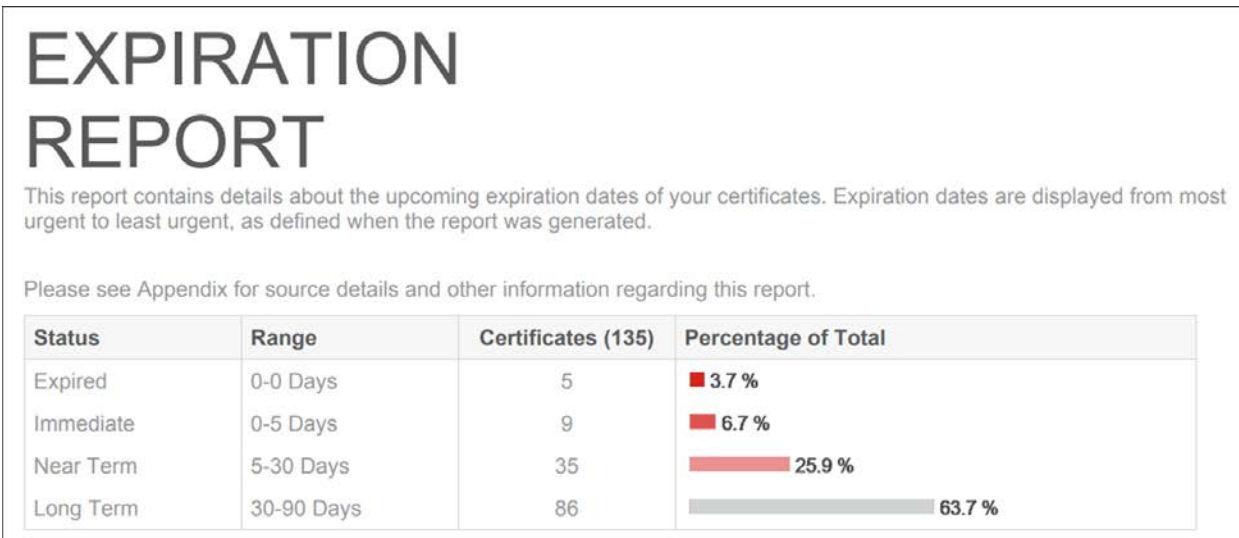 EXPIRATION
REPORT
This report contains details about the upcoming expiration dates of your certificates. Expiration dates are displayed from most
urgent to least urgent, as defined when the report was generated.
Please see Appendix for source details and other information regarding this report.
Status Range Certificates (135) Percentage of Total
Expired 0-0 Days 5 3.7 %
Immediate 0-5 Days 9 6.7 %
Near Term 5-30 Days 35 25.9 %
Long Term 30-90 Days 86 63.7 %